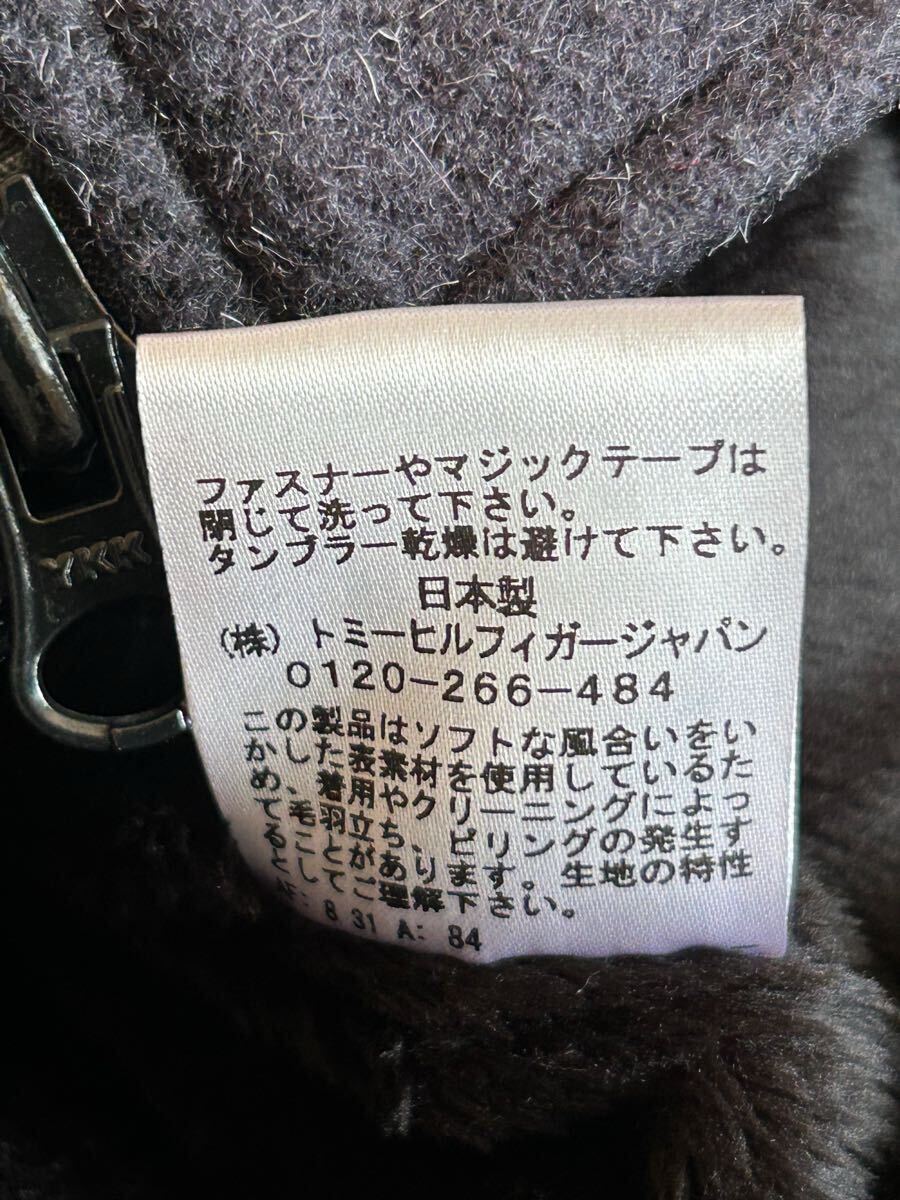 YKK
ファスナーやマジックテープは
閉じて洗って下さい。
タンブラー乾燥は避けて下さい。
日本製
(株) トミーヒルフィガージャパン
0120-266-484
この製品はソフトな風合いをい
かした表素材を使用しているた
め、着用やクリーニングによっ
て毛羽立ち、ピリングの発生す
ることがあります。生地の特性
としてご理解下さい。
8 31 A: 84